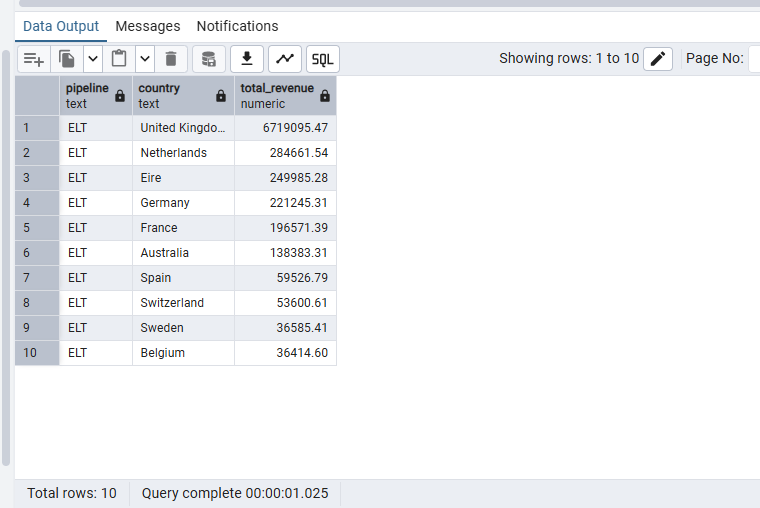 Data Output Messages Notifications
SQL Showing rows: 1 to 10 Page No:
pipeline country total_revenue
text text numeric
1 ELT United Kingdo... 6719095.47
2 ELT Netherlands 284661.54
3 ELT Eire 249985.28
4 ELT Germany 221245.31
5 ELT France 196571.39
6 ELT Australia 138383.31
7 ELT Spain 59526.79
8 ELT Switzerland 53600.61
9 ELT Sweden 36585.41
10 ELT Belgium 36414.60
Total rows: 10 Query complete 00:00:01.025